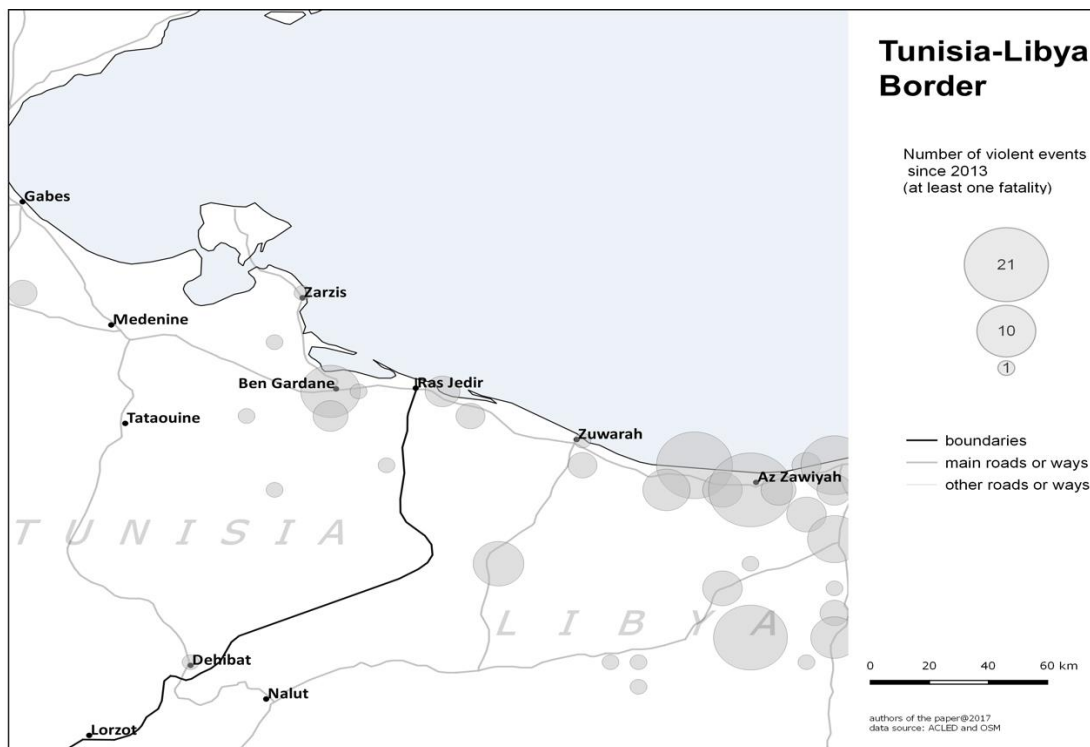 Tunisia-Libya
Border
Number of violent events
since 2013
(at least one fatality)
21
10
1
boundaries
main roads or ways
other roads or ways
0 20 40 60 km
authors of the paper@2017
data source: ACLED and OSM
Gabes
Zarzis
Medenine
Ben Gardane
Ras Jedir
Tataouine
Zuwarah
Az Zawiyah
TUNISIA
LIBYA
Dehibat
Nalut
Lorzot